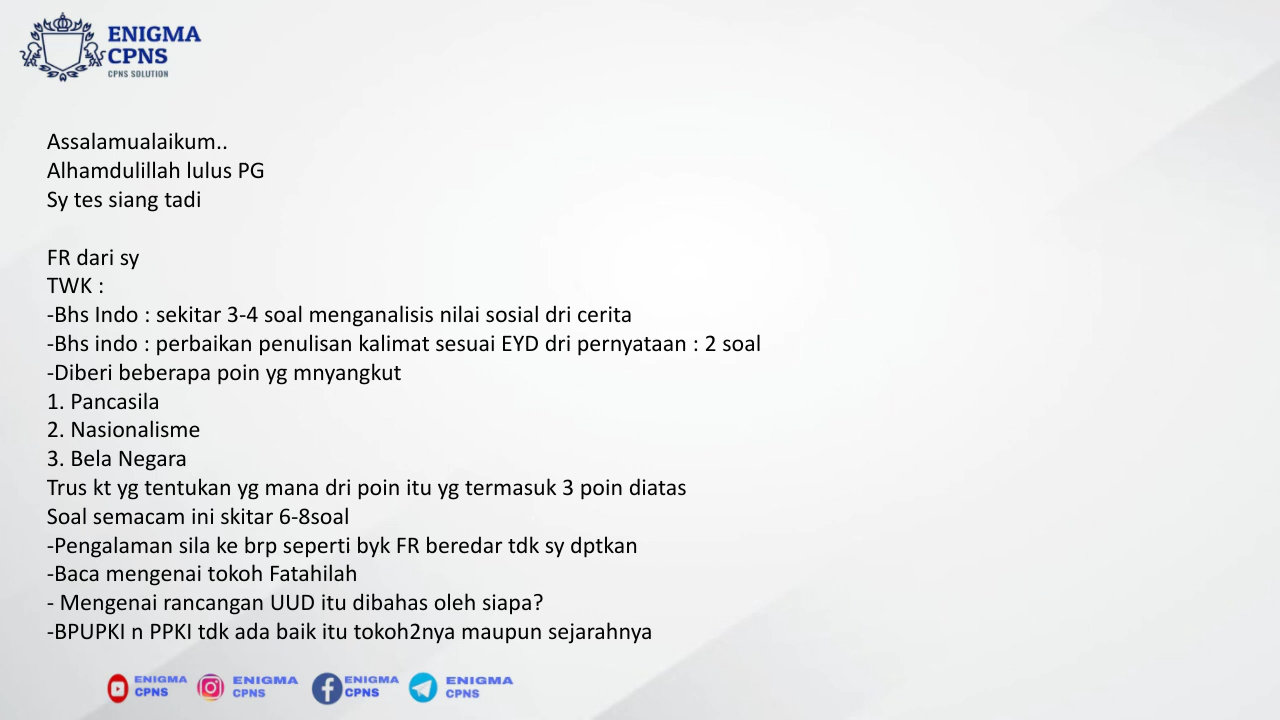 ENIGMA
CPNS
CPNS SOLUTION
Assalamualaikum..
Alhamdulillah lulus PG
Sy tes siang tadi
FR dari sy
TWK :
-Bhs Indo : sekitar 3-4 soal menganalisis nilai sosial dri cerita
-Bhs indo : perbaikan penulisan kalimat sesuai EYD dri pernyataan : 2 soal
-Diberi beberapa poin yg mnyangkut
1. Pancasila
2. Nasionalisme
3. Bela Negara
Trus kt yg tentukan yg mana dri poin itu yg termasuk 3 poin diatas
Soal semacam ini skitar 6-8soal
-Pengalaman sila ke brp seperti byk FR beredar tdk sy dptkan
-Baca mengenai tokoh Fatahilah
- Mengenai rancangan UUD itu dibahas oleh siapa?
-BPUPKI n PPKI tdk ada baik itu tokoh2nya maupun sejarahnya
ENIGMA CPNS
ENIGMA CPNS
ENIGMA CPNS
ENIGMA CPNS